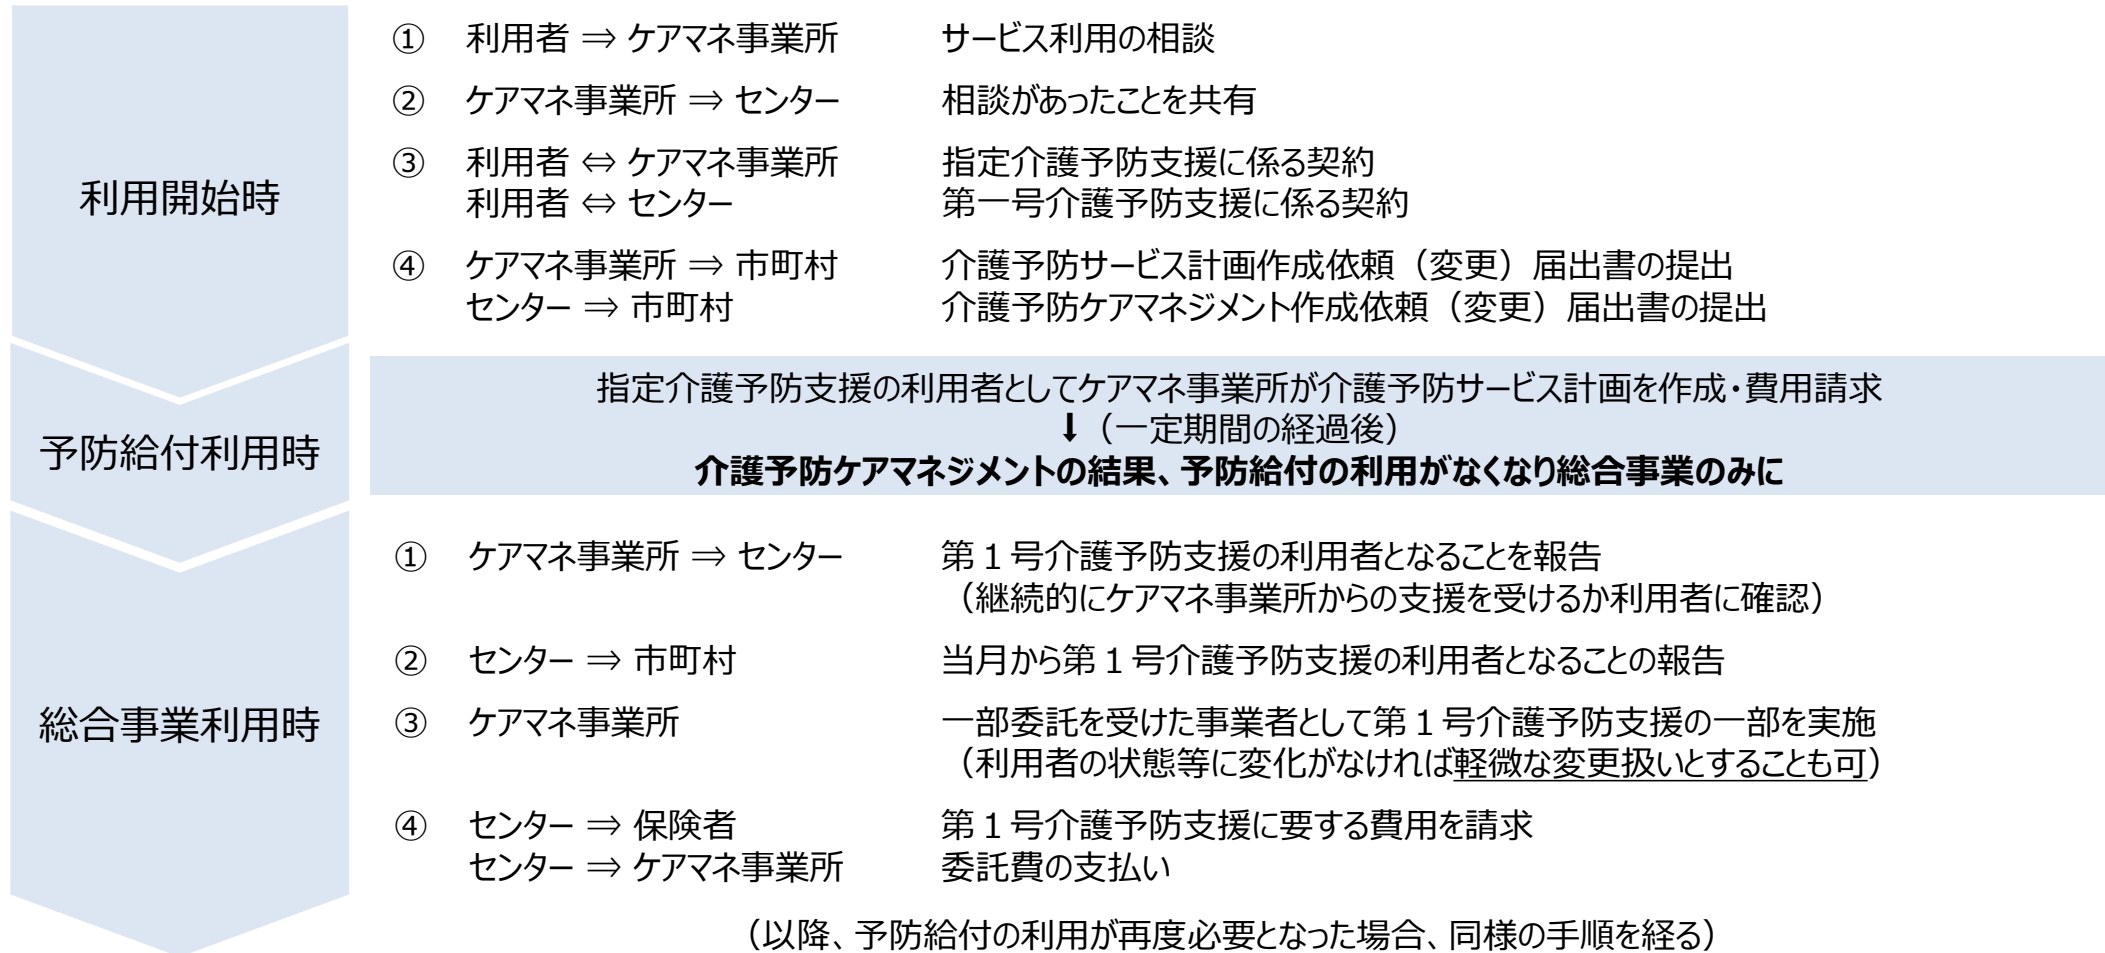 利用開始時
① 利用者 ⇒ ケアマネ事業所 サービス利用の相談
② ケアマネ事業所 ⇒ センター 相談があったことを共有
③ 利用者 ⇔ ケアマネ事業所 指定介護予防支援に係る契約
利用者 ⇔ センター 第一号介護予防支援に係る契約
④ ケアマネ事業所 ⇒ 市町村 介護予防サービス計画作成依頼（変更）届出書の提出
センター ⇒ 市町村 介護予防ケアマネジメント作成依頼（変更）届出書の提出
予防給付利用時
指定介護予防支援の利用者としてケアマネ事業所が介護予防サービス計画を作成・費用請求
⬇（一定期間の経過後）
介護予防ケアマネジメントの結果、予防給付の利用がなくなり総合事業のみに
総合事業利用時
① ケアマネ事業所 ⇒ センター 第１号介護予防支援の利用者となることを報告
（継続的にケアマネ事業所からの支援を受けるか利用者に確認）
② センター ⇒ 市町村 当月から第１号介護予防支援の利用者となることの報告
③ ケアマネ事業所 一部委託を受けた事業者として第１号介護予防支援の一部を実施
（利用者の状態等に変化がなければ軽微な変更扱いとすることも可）
④ センター ⇒ 保険者 第１号介護予防支援に要する費用を請求
センター ⇒ ケアマネ事業所 委託費の支払い
（以降、予防給付の利用が再度必要となった場合、同様の手順を経る）